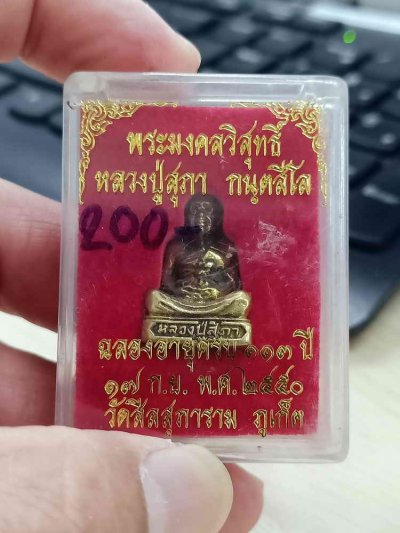 พระมงคลวิสุทธิ์
หลวงปู่สุภา กนฺตสีโล
200-
หลวงปู่สุภา
ฉลองอายุครบ ๑๑๓ ปี
๑๗ ก.ย. พ.ศ.๒๕๕๐
วัดสีลสุภาราม ภูเก็ต